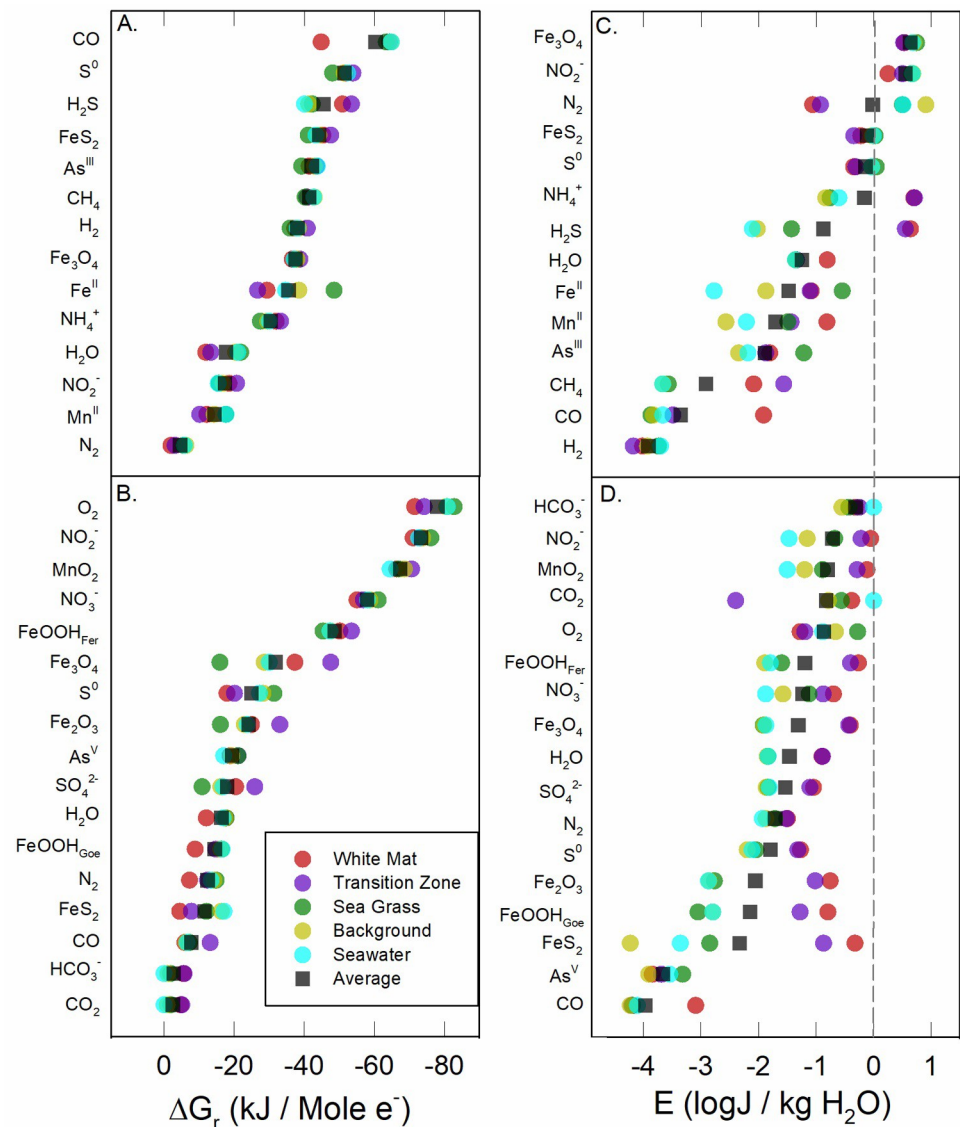 A.
CO
S⁰
H₂S
FeS₂
Asᴵᴵᴵ
CH₄
H₂
Fe₃O₄
Feᴵᴵ
NH₄⁺
H₂O
NO₂⁻
Mnᴵᴵ
N₂
B.
O₂
NO₂⁻
MnO₂
NO₃⁻
FeOOH_Fer
Fe₃O₄
S⁰
Fe₂O₃
Asⱽ
SO₄²⁻
H₂O
FeOOH_Goe
N₂
FeS₂
CO
HCO₃⁻
CO₂
White Mat
Transition Zone
Sea Grass
Background
Seawater
Average
0 -20 -40 -60 -80
ΔGᵣ (kJ / Mole e⁻)
C.
Fe₃O₄
NO₂⁻
N₂
FeS₂
S⁰
NH₄⁺
H₂S
H₂O
Feᴵᴵ
Mnᴵᴵ
Asᴵᴵᴵ
CH₄
CO
H₂
D.
HCO₃⁻
NO₂⁻
MnO₂
CO₂
O₂
FeOOH_Fer
NO₃⁻
Fe₃O₄
H₂O
SO₄²⁻
N₂
S⁰
Fe₂O₃
FeOOH_Goe
FeS₂
Asⱽ
CO
-4 -3 -2 -1 0 1
E (logJ / kg H₂O)